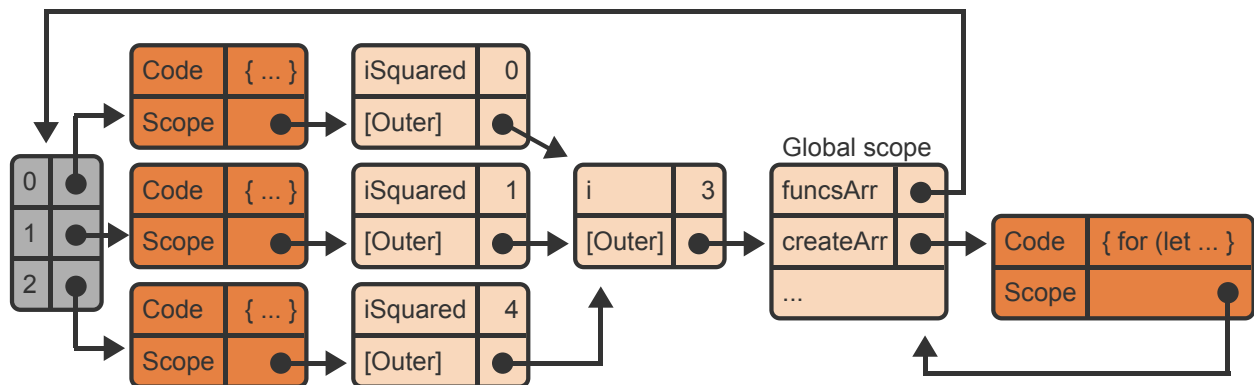 Code { ... }
Scope
iSquared 0
[Outer]
0
1
2
Code { ... }
Scope
iSquared 1
[Outer]
i 3
[Outer]
Global scope
funcsArr
createArr
...
Code { for (let ... }
Scope
Code { ... }
Scope
iSquared 4
[Outer]